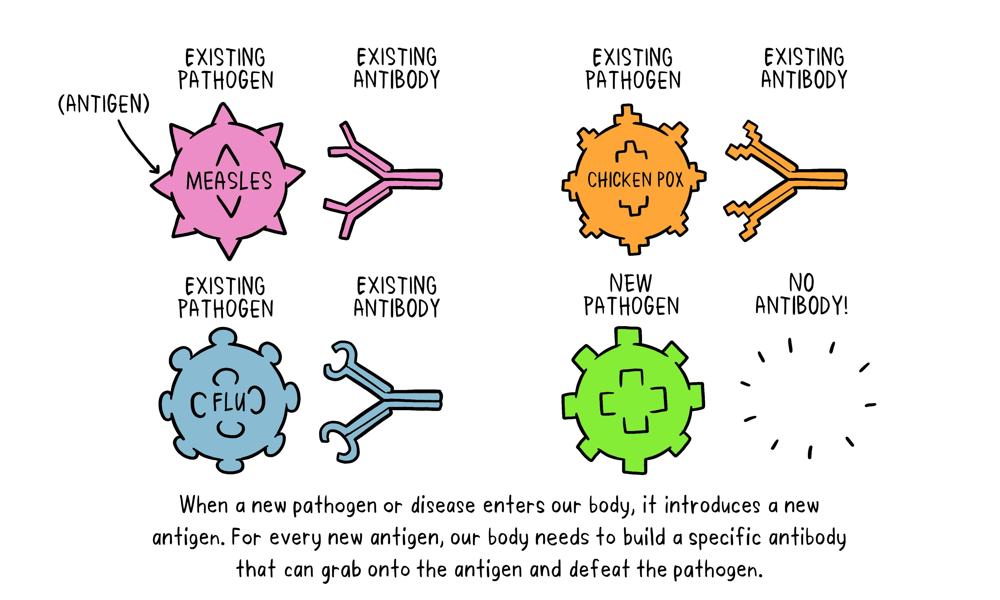 EXISTING
PATHOGEN
EXISTING
ANTIBODY
EXISTING
PATHOGEN
EXISTING
ANTIBODY
(ANTIGEN)
MEASLES
CHICKEN POX
EXISTING
PATHOGEN
EXISTING
ANTIBODY
NEW
PATHOGEN
NO
ANTIBODY!
FLU
When a new pathogen or disease enters our body, it introduces a new
antigen. For every new antigen, our body needs to build a specific antibody
that can grab onto the antigen and defeat the pathogen.